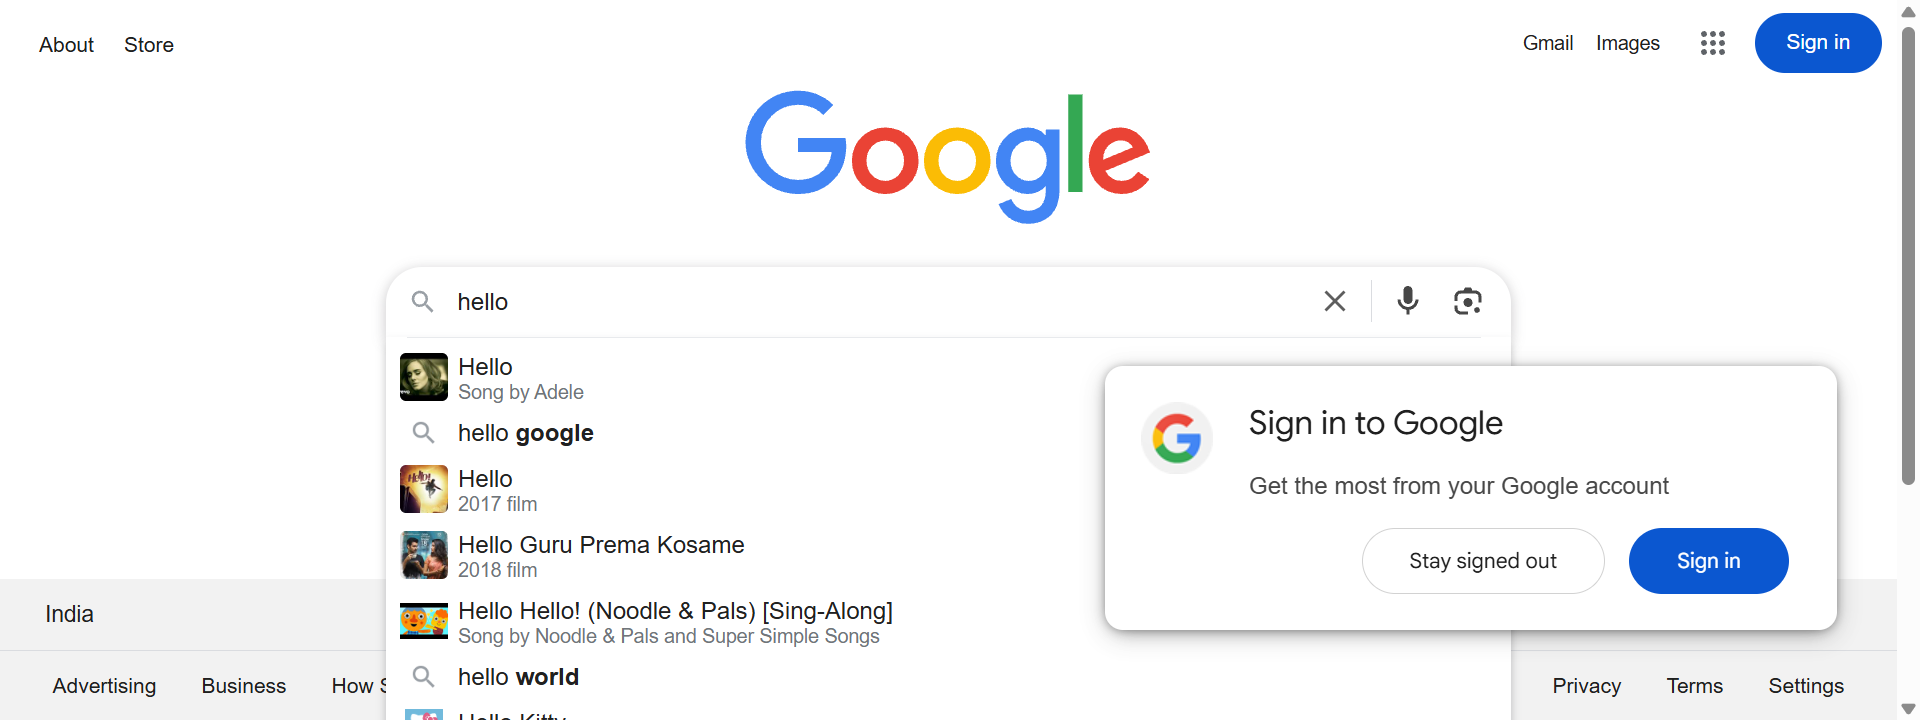 About Store
Gmail Images
Sign in
Google
hello
Hello
Song by Adele
hello google
Hello
2017 film
Hello Guru Prema Kosame
2018 film
Hello Hello! (Noodle & Pals) [Sing-Along]
Song by Noodle & Pals and Super Simple Songs
hello world
Hello Kitty
Sign in to Google
Get the most from your Google account
Stay signed out Sign in
India
Advertising Business How
Privacy Terms Settings